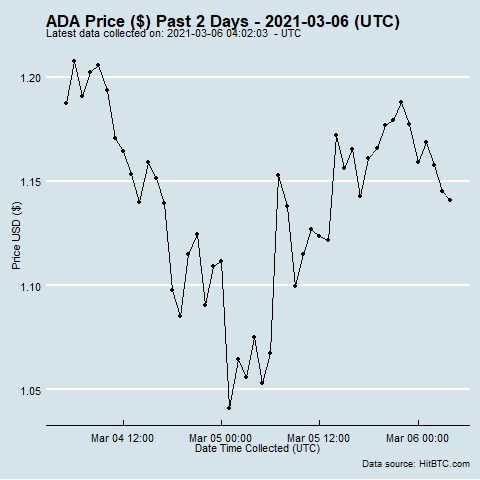 ADA Price ($) Past 2 Days - 2021-03-06 (UTC)
Latest data collected on: 2021-03-06 04:02:03  - UTC
1.20
1.15
1.10
1.05
Price USD ($)
Mar 04 12:00
Mar 05 00:00
Mar 05 12:00
Mar 06 00:00
Date Time Collected (UTC)
Data source: HitBTC.com